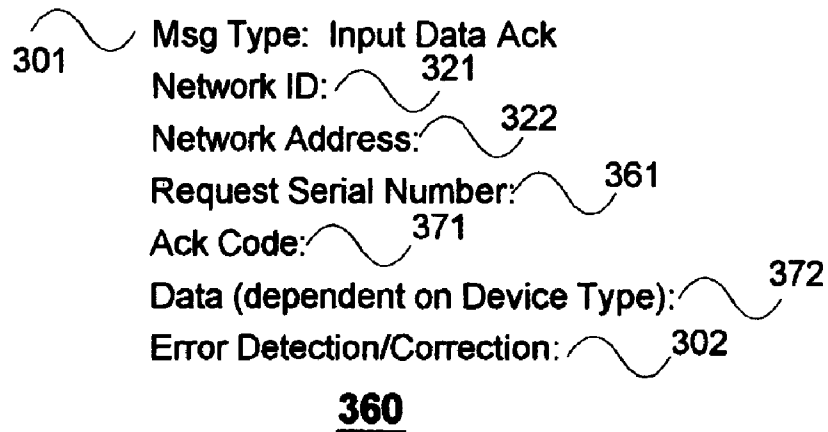 301 Msg Type: Input Data Ack
Network ID: 321
Network Address: 322
Request Serial Number: 361
Ack Code: 371
Data (dependent on Device Type): 372
Error Detection/Correction: 302
360